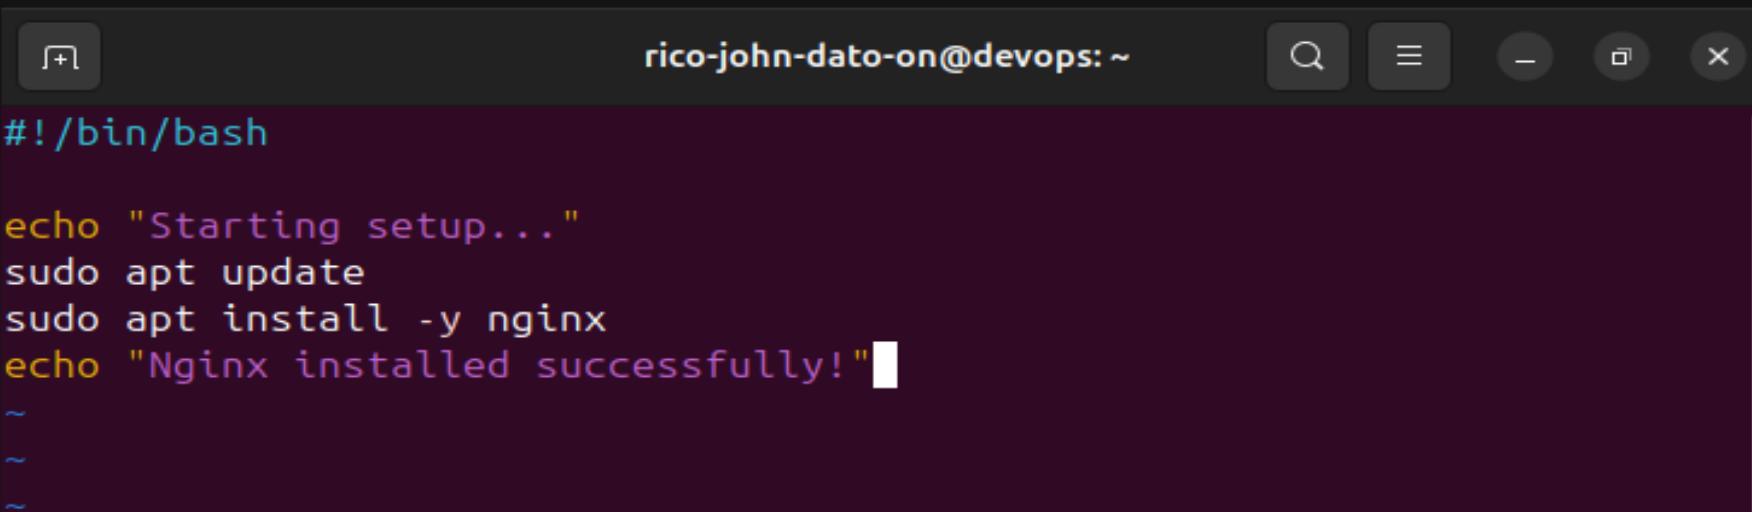 rico-john-dato-on@devops: ~
#!/bin/bash
echo "Starting setup..."
sudo apt update
sudo apt install -y nginx
echo "Nginx installed successfully!"
~
~
~